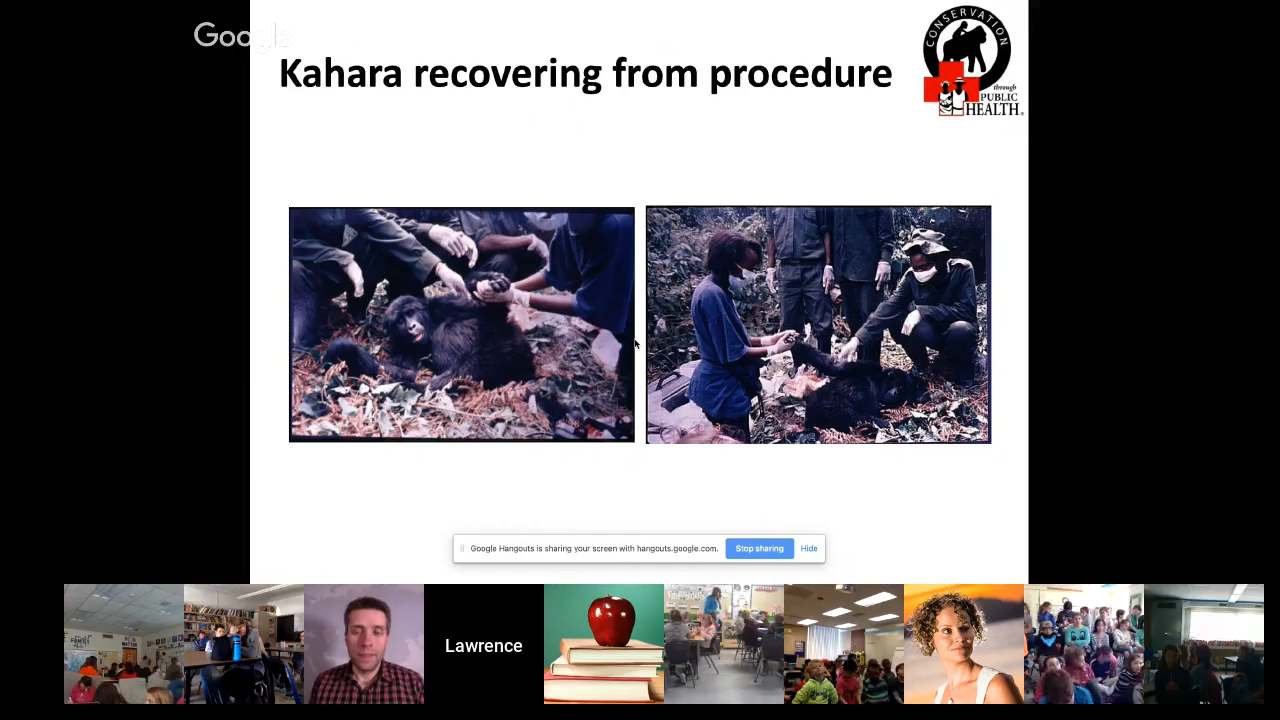 Google
Kahara recovering from procedure
CONSERVATION
through
PUBLIC
HEALTH
Google Hangouts is sharing your screen with hangouts.google.com.
Stop sharing
Hide
Lawrence